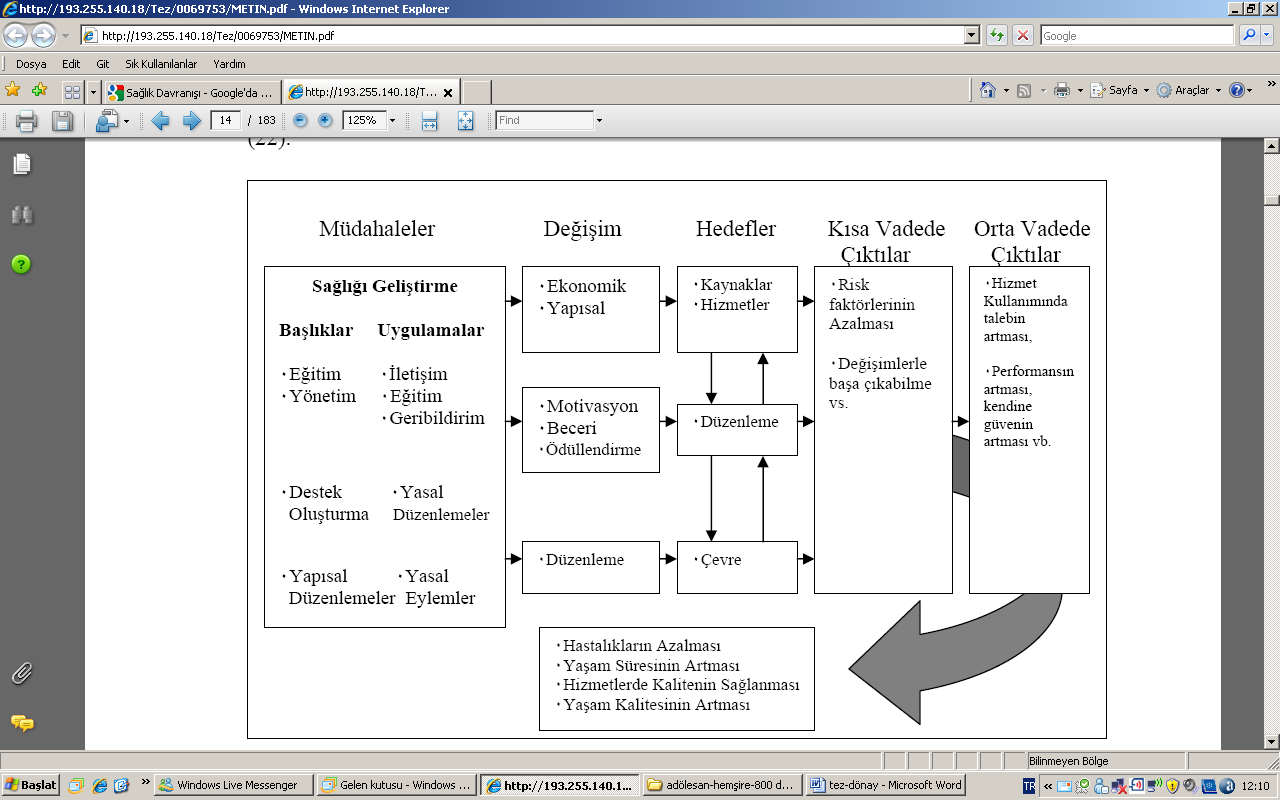 http://193.255.140.18/Tez/0069753/METIN.pdf - Windows Internet Explorer
http://193.255.140.18/Tez/0069753/METIN.pdf
Google
Dosya Edit Git Sık Kullanılanlar Yardım
Sağlık Davranışı - Google'da ...
http://193.255.140.18/T...
Sayfa
Araçlar
14 / 183
125%
Find
(22).
Müdahaleler
Değişim
Hedefler
Kısa Vadede
Çıktılar
Orta Vadede
Çıktılar
Sağlığı Geliştirme
Başlıklar Uygulamalar
·Eğitim ·İletişim
·Yönetim ·Eğitim
·Geribildirim
·Destek ·Yasal
Oluşturma Düzenlemeler
·Yapısal ·Yasal
Düzenlemeler Eylemler
·Ekonomik
·Yapısal
·Motivasyon
·Beceri
·Ödüllendirme
·Düzenleme
·Kaynaklar
·Hizmetler
·Düzenleme
·Çevre
·Risk
faktörlerinin
Azalması
·Değişimlerle
başa çıkabilme
vs.
·Hizmet
Kullanımında
talebin
artması,
·Performansın
artması,
kendine
güvenin
artması vb.
·Hastalıkların Azalması
·Yaşam Süresinin Artması
·Hizmetlerde Kalitenin Sağlanması
·Yaşam Kalitesinin Artması
Bilinmeyen Bölge
Başlat
Windows Live Messenger
Gelen kutusu - Windows ...
http://193.255.140.1...
adölesan-hemşire-800 d...
tez-dönay - Microsoft Word
TR
12:10